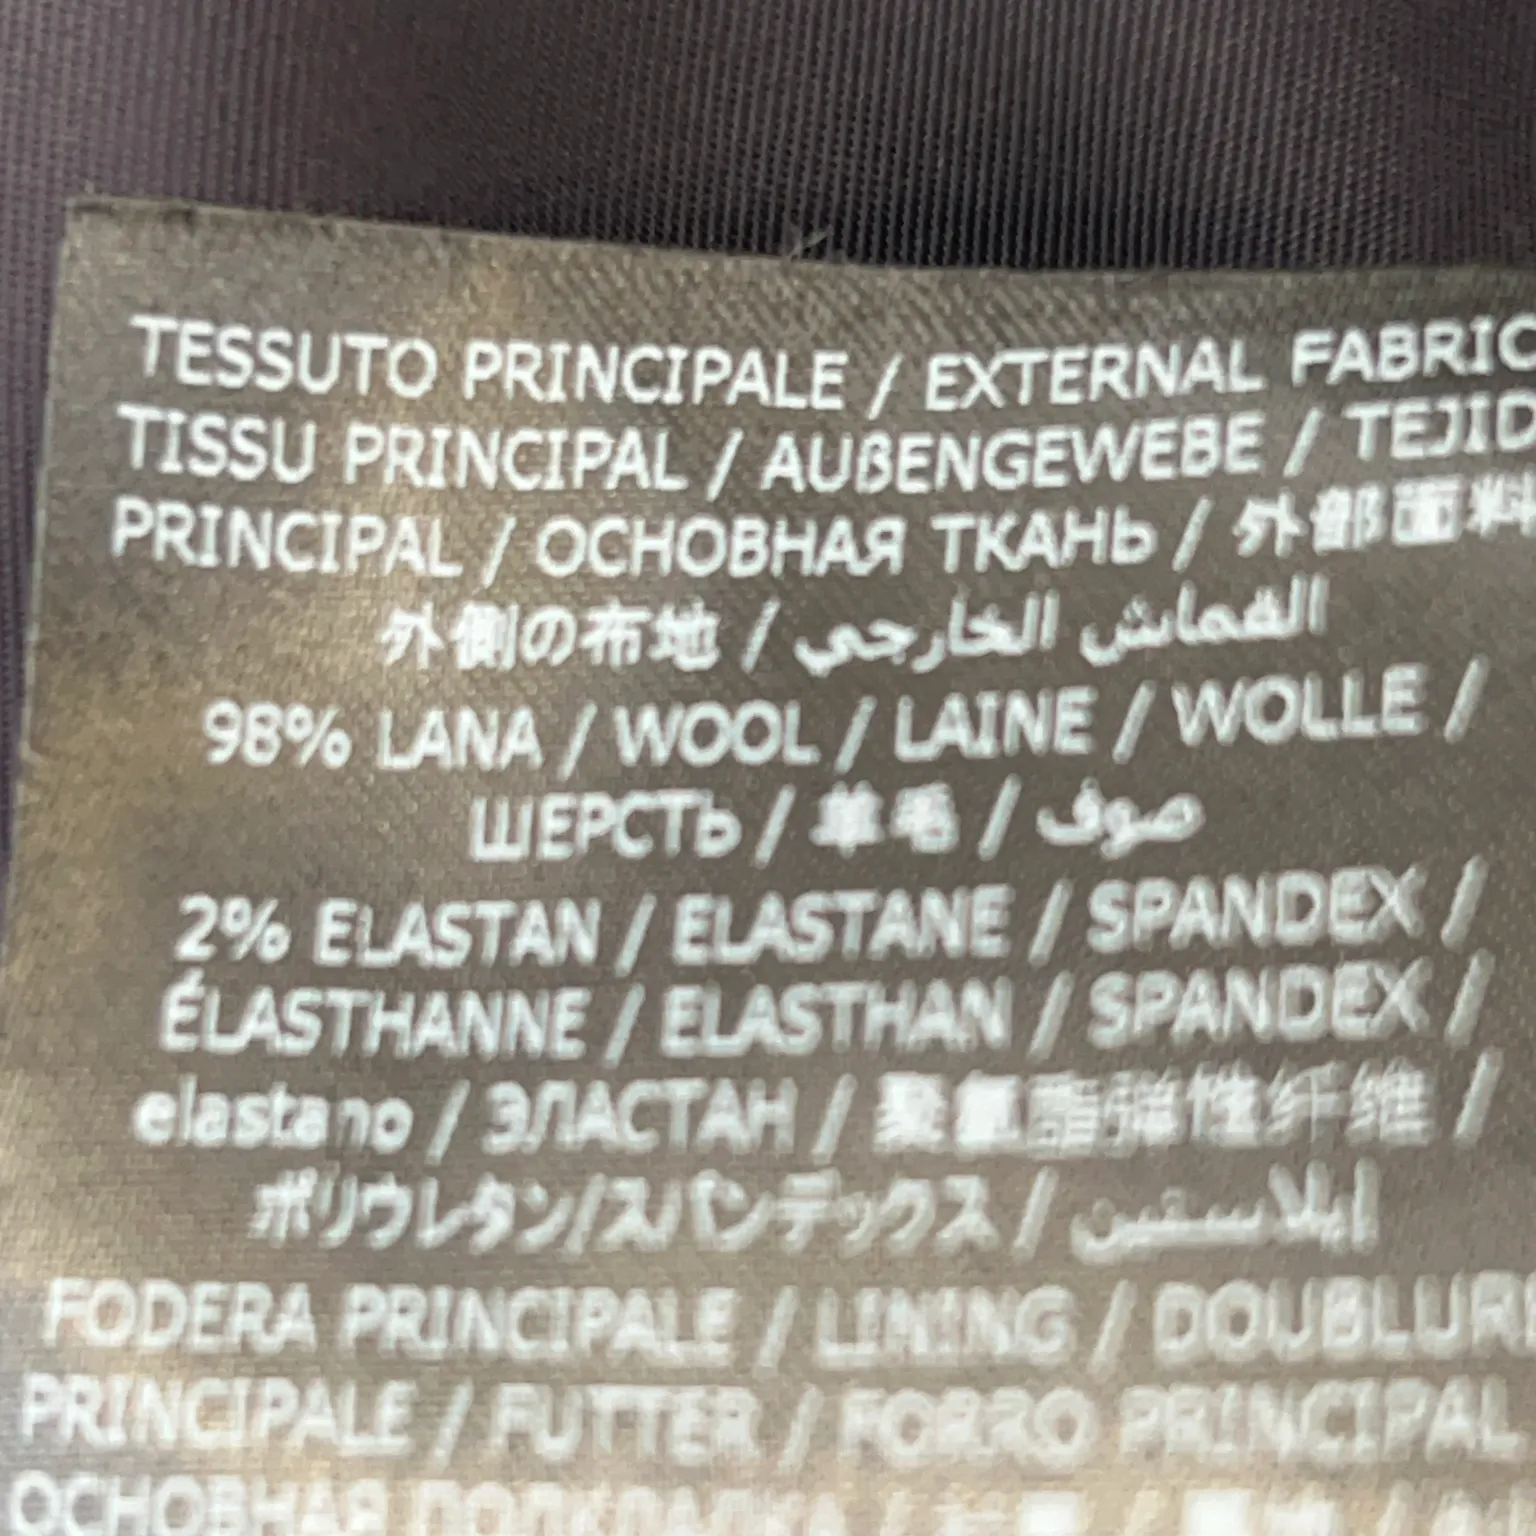 TESSUTO PRINCIPALE / EXTERNAL FABRIC
TISSU PRINCIPAL / AUßENGEWEBE / TEJID
PRINCIPAL / ОСНОВНАЯ ТКАНЬ / 外部面料
外側の布地 / القماش الخارجي
98% LANA / WOOL / LAINE / WOLLE /
ШЕРСТЬ / 羊毛 / صوف
2% ELASTAN / ELASTANE / SPANDEX /
ÉLASTHANNE / ELASTHAN / SPANDEX /
elastano / ЭЛАСТАН / 聚氨酯弹性纤维 /
ポリウレタン/スパンデックス / ايلاستين
FODERA PRINCIPALE / LINING / DOUBLURE
PRINCIPALE / FUTTER / FORRO PRINCIPAL
ОСНОВНАЯ ПОДКЛАДКА /